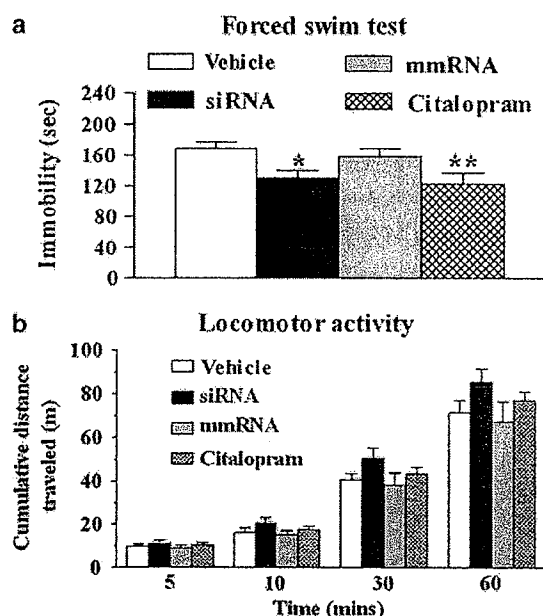 a
Forced swim test
Vehicle
mmRNA
siRNA
Citalopram
Immobility (sec)
240
200
160
120
80
40
0
*
**
b
Locomotor activity
Vehicle
siRNA
mmRNA
Citalopram
Cumulative distance
traveled (m)
100
80
60
40
20
0
5 10 30 60
Time (mins)